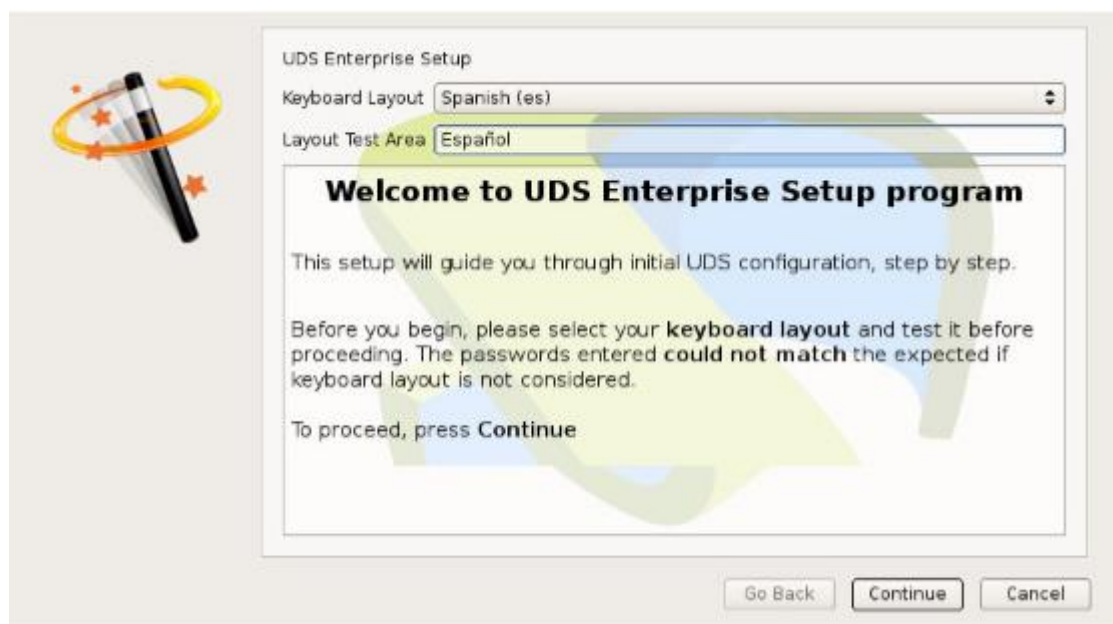 UDS Enterprise Setup
Keyboard Layout Spanish (es)
Layout Test Area Español
Welcome to UDS Enterprise Setup program
This setup will guide you through initial UDS configuration, step by step.
Before you begin, please select your keyboard layout and test it before
proceeding. The passwords entered could not match the expected if
keyboard layout is not considered.
To proceed, press Continue
Go Back Continue Cancel